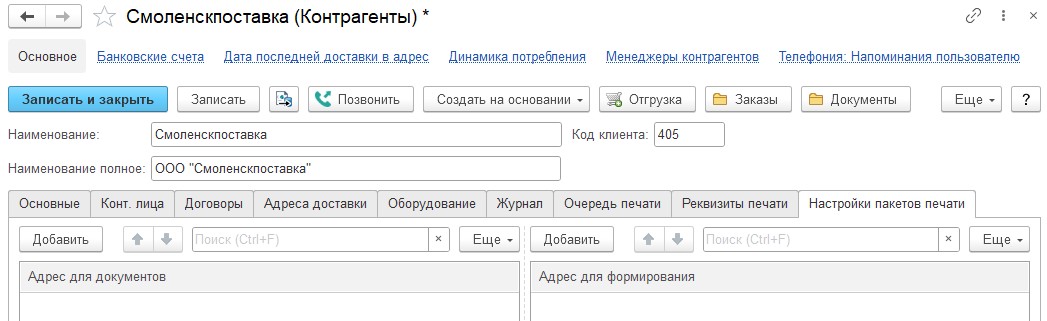 Смоленскпоставка (Контрагенты) *
Основное Банковские счета Дата последней доставки в адрес Динамика потребления Менеджеры контрагентов Телефония: Напоминания пользователю
Записать и закрыть Записать Позвонить Создать на основании Отгрузка Заказы Документы Еще ?
Наименование: Смоленскпоставка Код клиента: 405
Наименование полное: ООО "Смоленскпоставка"
Основные Конт. лица Договоры Адреса доставки Оборудование Журнал Очередь печати Реквизиты печати Настройки пакетов печати
Добавить Поиск (Ctrl+F) × Еще Добавить Поиск (Ctrl+F) × Еще
Адрес для документов Адрес для формирования